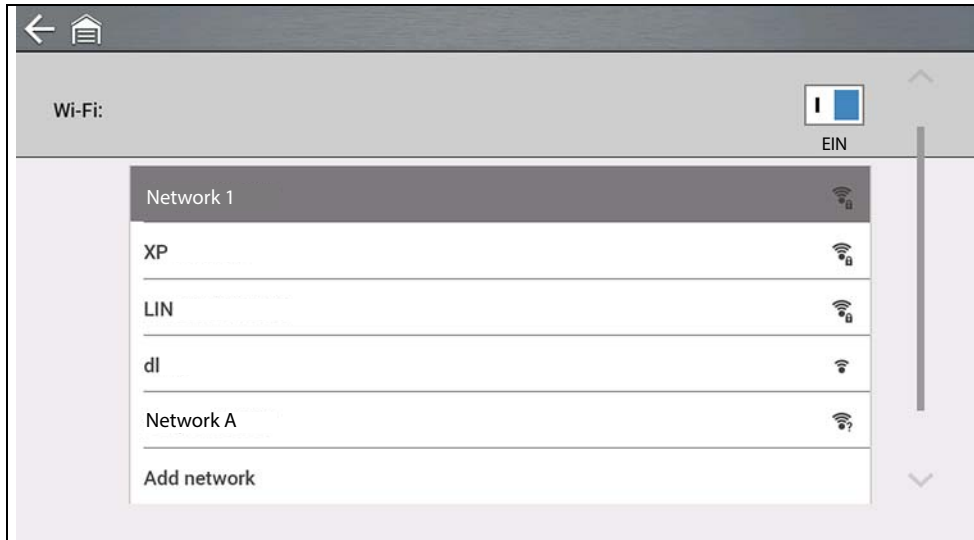 Wi-Fi:
EIN
Network 1
XP
LIN
dl
Network A
Add network